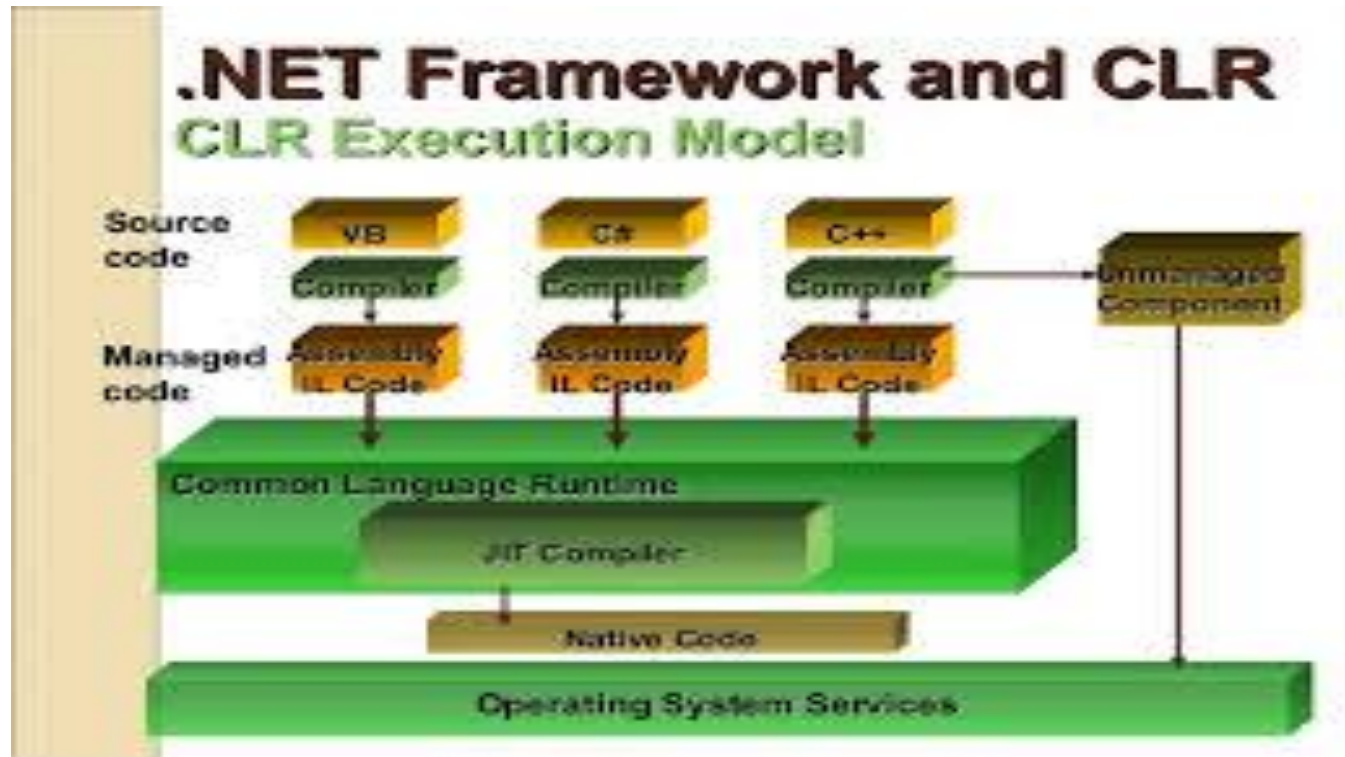 .NET Framework and CLR
CLR Execution Model
Source
code
VB
C#
C++
Compiler
Compiler
Compiler
Unmanaged
Component
Managed
code
Assembly
IL Code
Assembly
IL Code
Assembly
IL Code
Common Language Runtime
JIT Compiler
Native Code
Operating System Services